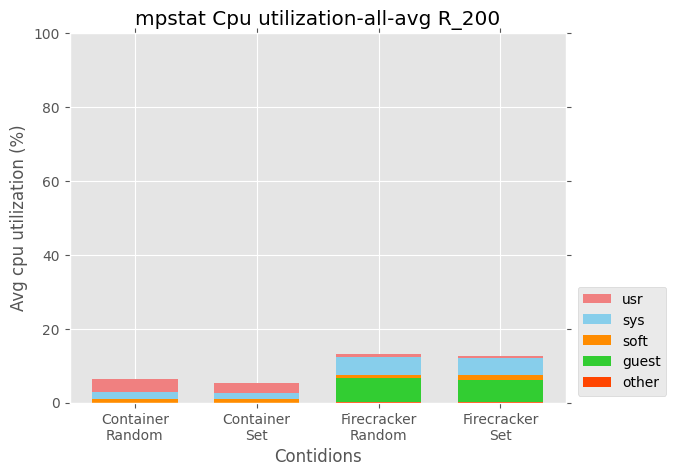 mpstat Cpu utilization-all-avg R_200
100
80
60
40
20
0
Avg cpu utilization (%)
Container
Random
Container
Set
Firecracker
Random
Firecracker
Set
Contidions
usr
sys
soft
guest
other